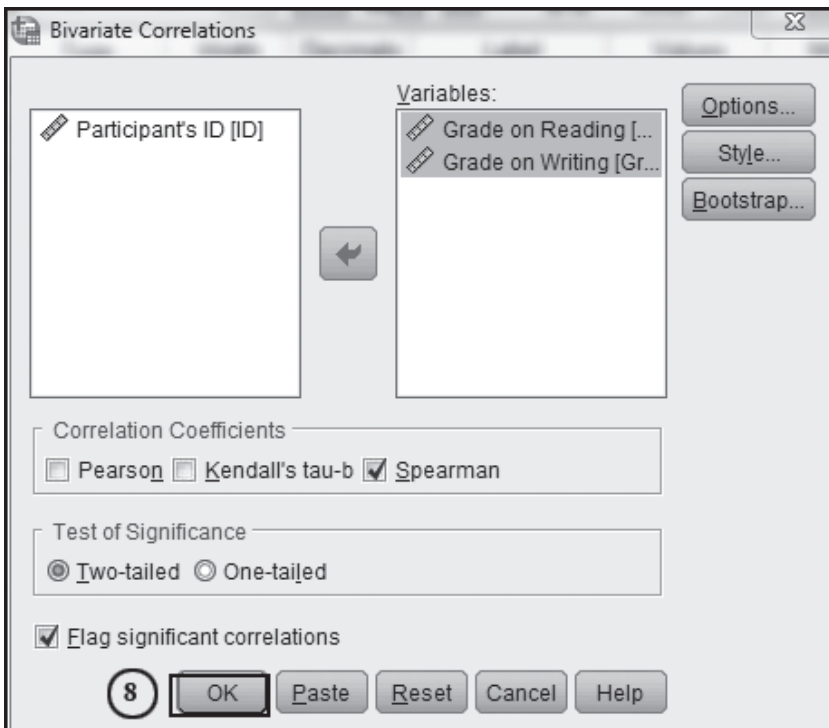 Bivariate Correlations
Participant's ID [ID]
Variables:
Grade on Reading [...
Grade on Writing [Gr...
Options...
Style...
Bootstrap...
Correlation Coefficients
Pearson Kendall's tau-b Spearman
Test of Significance
Two-tailed One-tailed
Flag significant correlations
8 OK Paste Reset Cancel Help